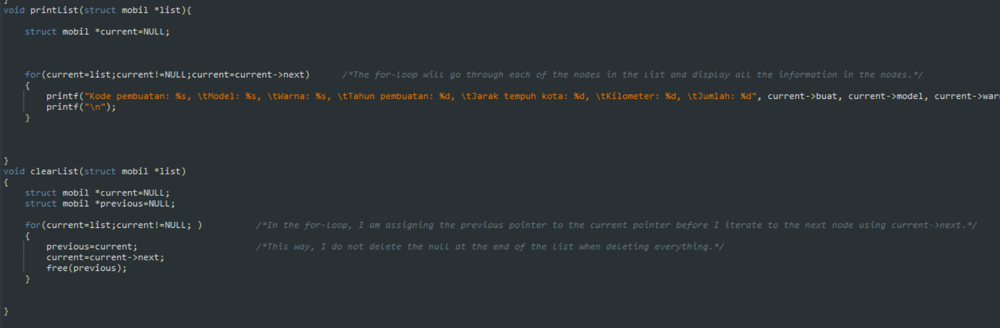 }
void printList(struct mobil *list){
struct mobil *current=NULL;
for(current=list;current!=NULL;current=current->next) /*The for-loop will go through each of the nodes in the list and display all the information in the nodes.*/
{
printf("Kode pembuatan: %s, \tModel: %s, \tWarna: %s, \tTahun pembuatan: %d, \tJarak tempuh kota: %d, \tKilometer: %d, \tJumlah: %d", current->buat, current->model,
printf("\n");
}
}
void clearList(struct mobil *list)
{
struct mobil *current=NULL;
struct mobil *previous=NULL;
for(current=list;current!=NULL; ) /*In the for-loop, I am assigning the previous pointer to the current pointer before I iterate to the next node using current->next.*/
{
previous=current; /*This way, I do not delete the null at the end of the list when deleting everything.*/
current=current->next;
free(previous);
}
}